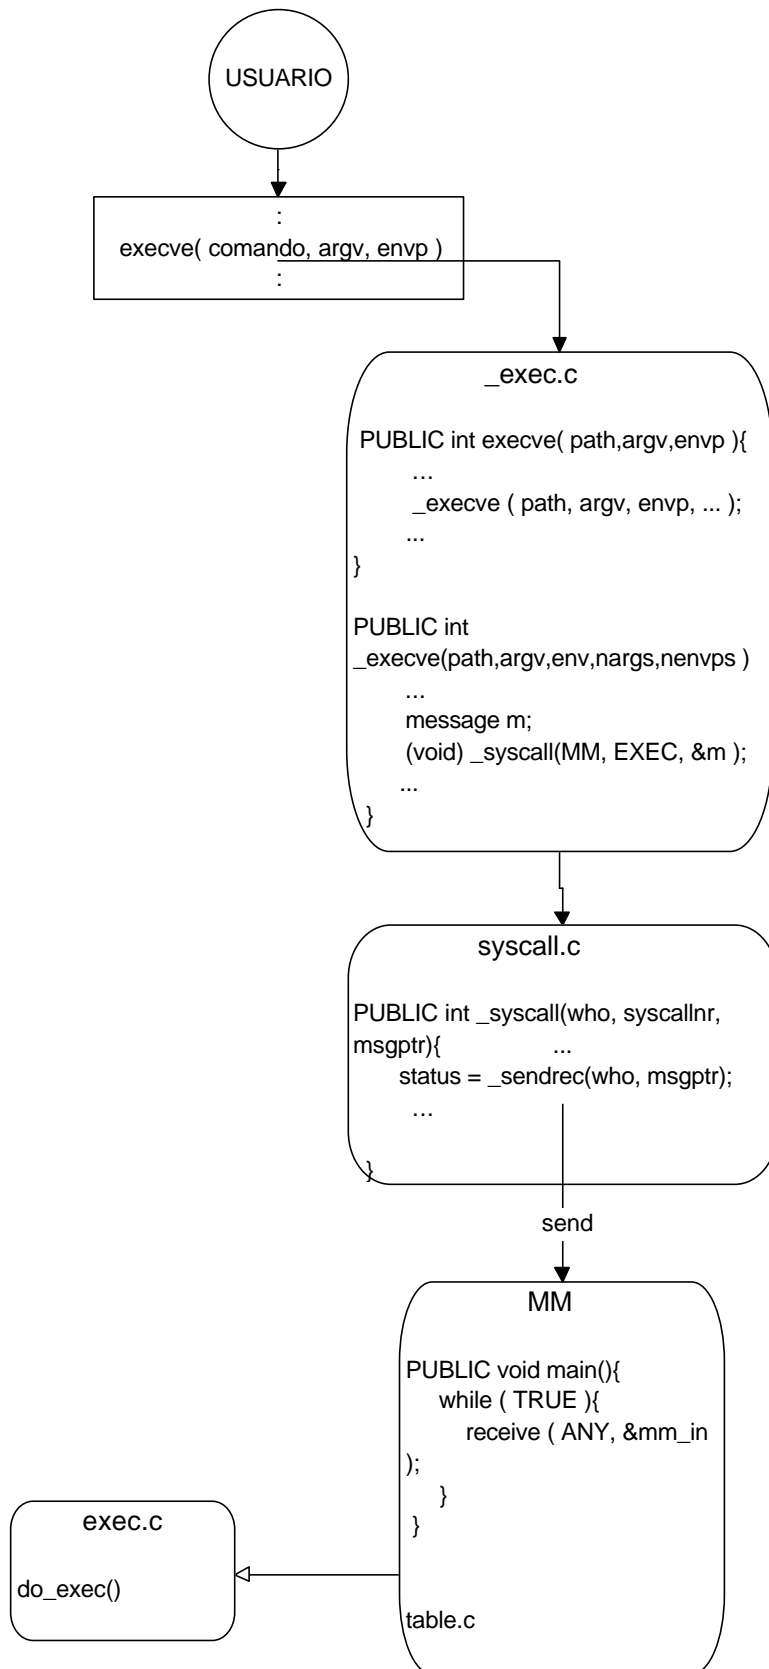 USUARIO
:
execve( comando, argv, envp )
:
_exec.c
PUBLIC int execve( path,argv,envp ){
...
_execve ( path, argv, envp, ... );
...
}
PUBLIC int
_execve(path,argv,env,nargs,nenvps )
...
message m;
(void) _syscall(MM, EXEC, &m );
...
}
syscall.c
PUBLIC int _syscall(who, syscallnr,
msgptr){ ...
status = _sendrec(who, msgptr);
...
}
send
MM
PUBLIC void main(){
while ( TRUE ){
receive ( ANY, &mm_in
);
}
}
table.c
exec.c
do_exec()